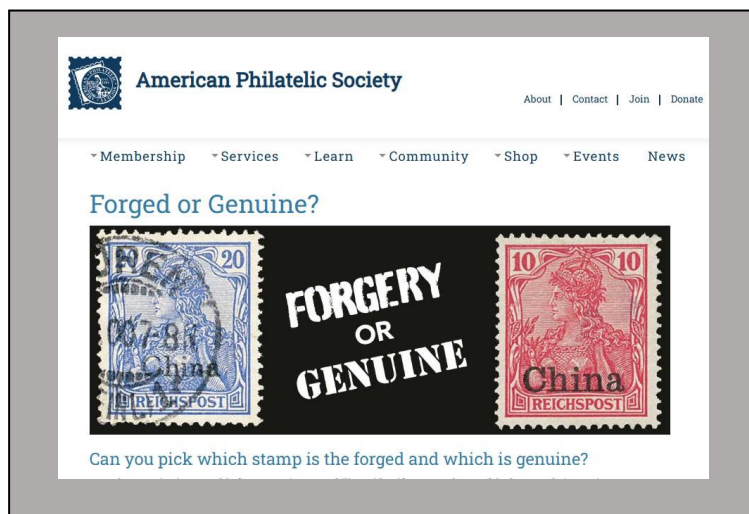 American Philatelic Society
About | Contact | Join | Donate
Membership Services Learn Community Shop Events News
Forged or Genuine?
20 20
China
REICHSPOST
FORGERY
OR
GENUINE
10 10
China
REICHSPOST
Can you pick which stamp is the forged and which is genuine?